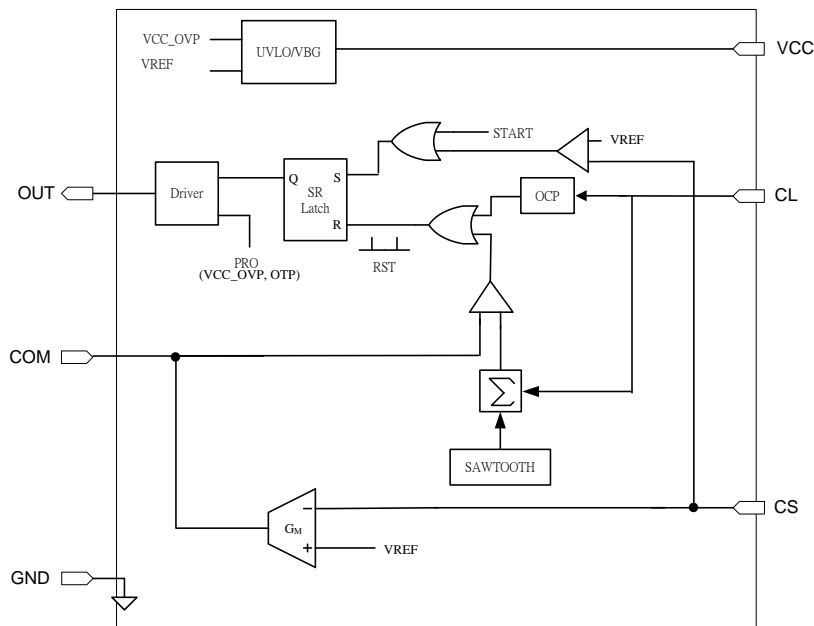 VCC_OVP
VREF
UVLO/VBG
VCC
START
VREF
OUT
Driver
Q
S
SR
Latch
R
OCP
CL
PRO
(VCC_OVP, OTP)
RST
COM
Σ
SAWTOOTH
−
GM
+
VREF
CS
GND